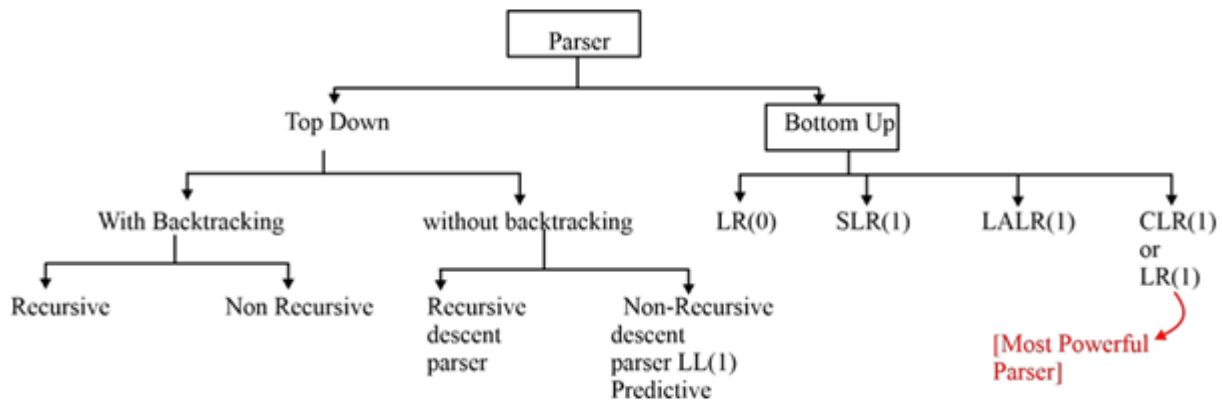 Parser
Top Down
Bottom Up
With Backtracking
without backtracking
LR(0)
SLR(1)
LALR(1)
CLR(1)
or
LR(1)
Recursive
Non Recursive
Recursive
descent
parser
Non-Recursive
descent
parser LL(1)
Predictive
[Most Powerful
Parser]